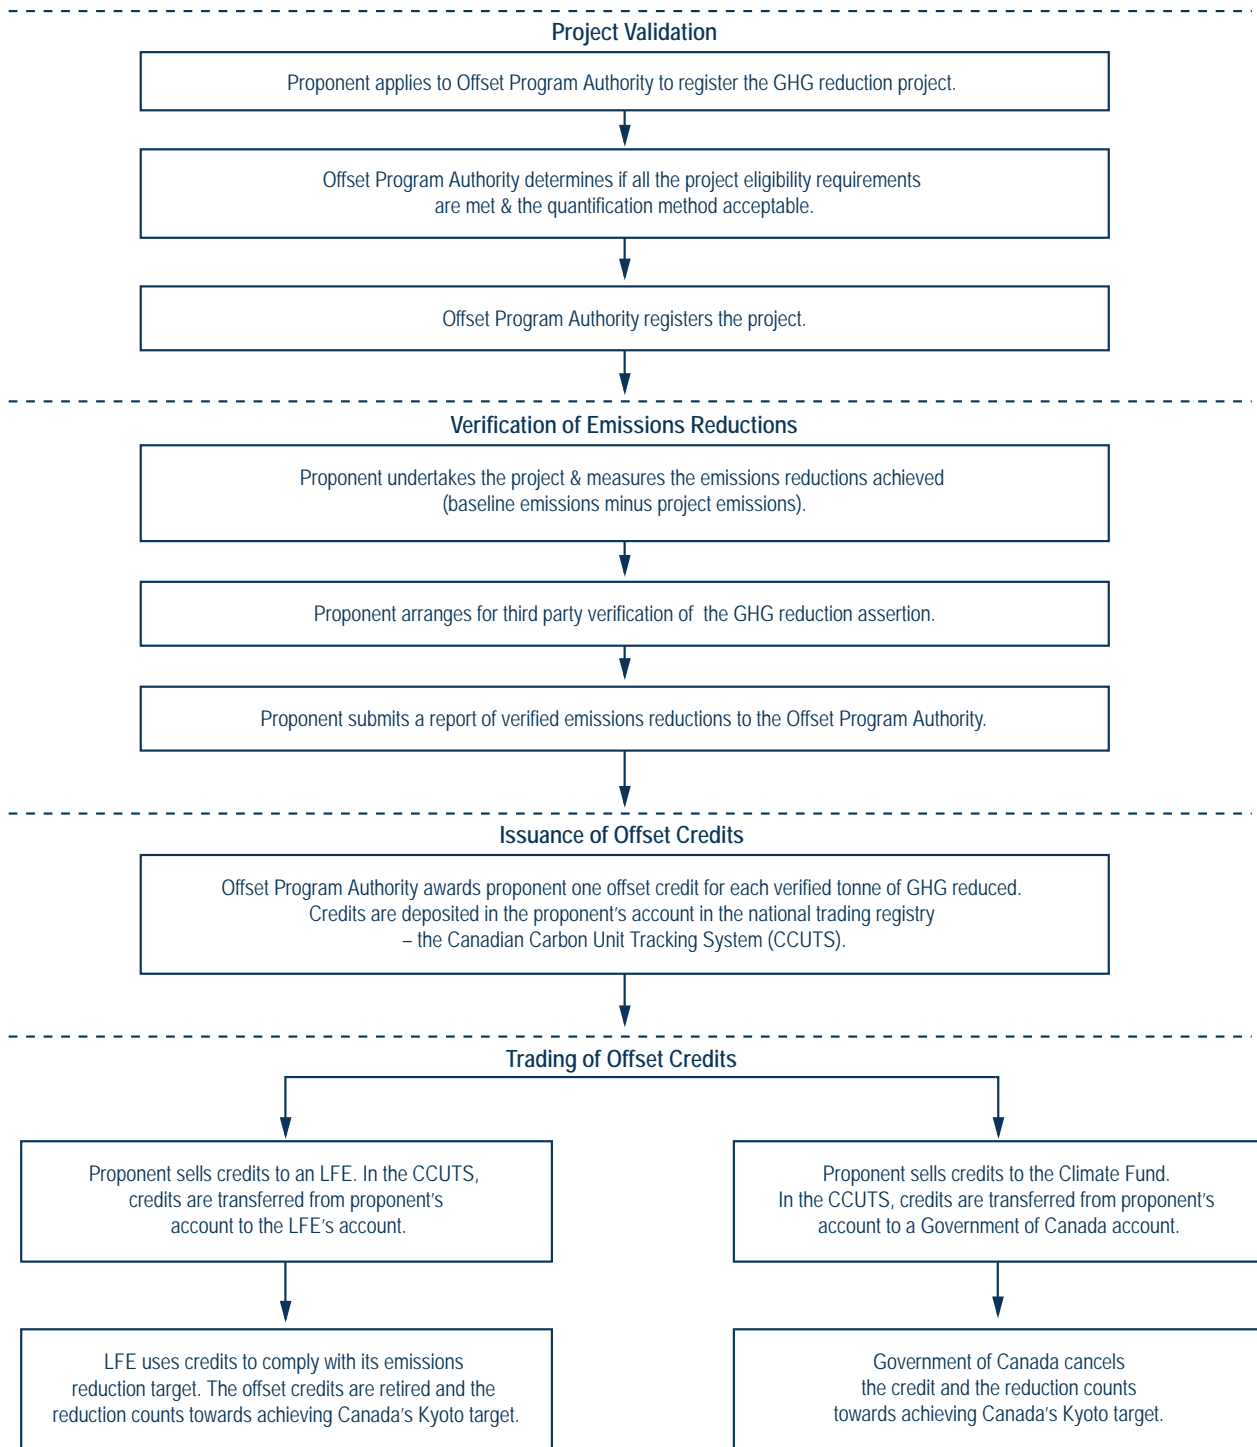 Project Validation
Proponent applies to Offset Program Authority to register the GHG reduction project.
Offset Program Authority determines if all the project eligibility requirements
are met & the quantification method acceptable.
Offset Program Authority registers the project.
Verification of Emissions Reductions
Proponent undertakes the project & measures the emissions reductions achieved
(baseline emissions minus project emissions).
Proponent arranges for third party verification of the GHG reduction assertion.
Proponent submits a report of verified emissions reductions to the Offset Program Authority.
Issuance of Offset Credits
Offset Program Authority awards proponent one offset credit for each verified tonne of GHG reduced.
Credits are deposited in the proponent's account in the national trading registry
– the Canadian Carbon Unit Tracking System (CCUTS).
Trading of Offset Credits
Proponent sells credits to an LFE. In the CCUTS,
credits are transferred from proponent's
account to the LFE's account.
Proponent sells credits to the Climate Fund.
In the CCUTS, credits are transferred from proponent's
account to a Government of Canada account.
LFE uses credits to comply with its emissions
reduction target. The offset credits are retired and the
reduction counts towards achieving Canada's Kyoto target.
Government of Canada cancels
the credit and the reduction counts
towards achieving Canada's Kyoto target.